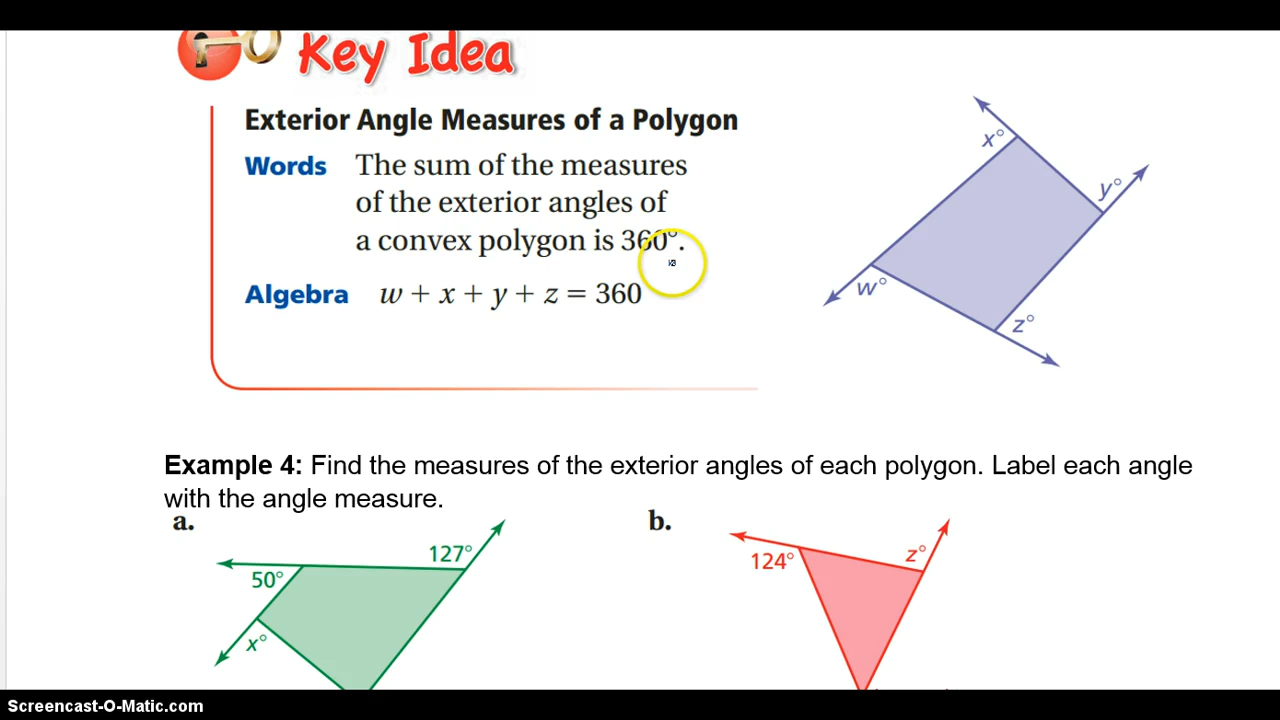 Key Idea
Exterior Angle Measures of a Polygon
Words The sum of the measures
of the exterior angles of
a convex polygon is 360°.
Algebra w + x + y + z = 360
x°
y°
w°
z°
Example 4: Find the measures of the exterior angles of each polygon. Label each angle
with the angle measure.
a.
127°
50°
x°
b.
124°
z°
Screencast-O-Matic.com